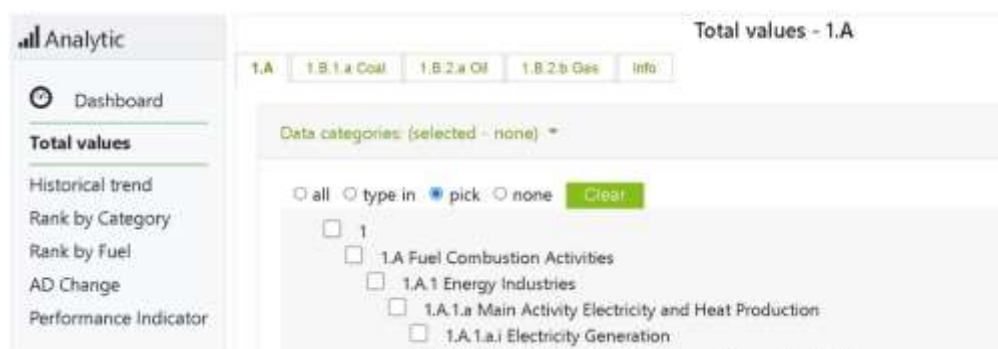 Analytic
Dashboard
Total values
Historical trend
Rank by Category
Rank by Fuel
AD Change
Performance Indicator
Total values - 1.A
1.A 1.B.1.a Coal 1.B.2.a Oil 1.B.2.b Gas Info
Data categories: (selected - none)
all type in pick none Clear
1
1.A Fuel Combustion Activities
1.A.1 Energy Industries
1.A.1.a Main Activity Electricity and Heat Production
1.A.1.a.i Electricity Generation